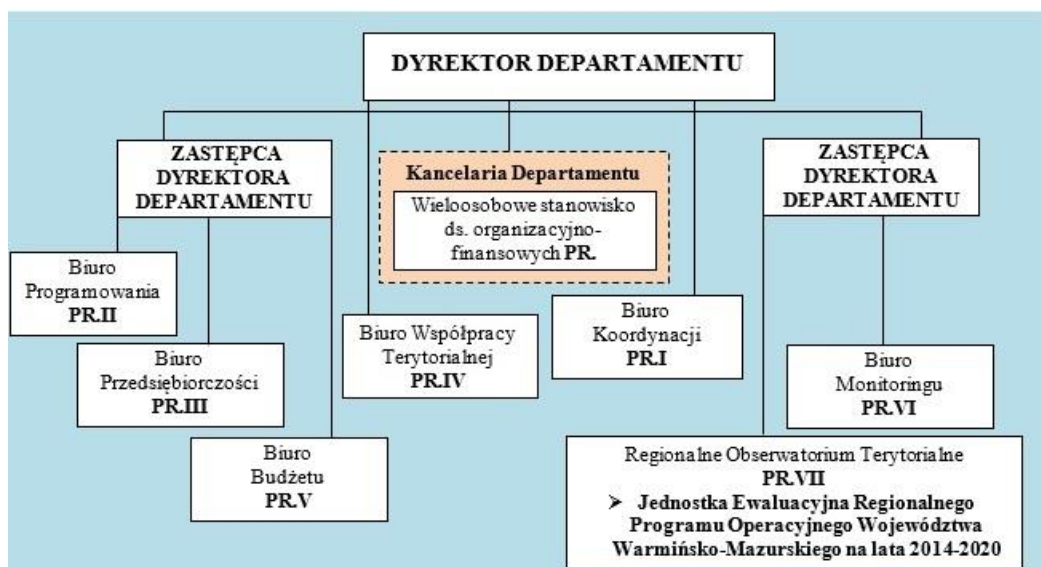 DYREKTOR DEPARTAMENTU
ZASTĘPCA
DYREKTORA
DEPARTAMENTU
Kancelaria Departamentu
Wieloosobowe stanowisko
ds. organizacyjno-
finansowych PR.
ZASTĘPCA
DYREKTORA
DEPARTAMENTU
Biuro
Programowania
PR.II
Biuro
Przedsiębiorczości
PR.III
Biuro
Budżetu
PR.V
Biuro Współpracy
Terytorialnej
PR.IV
Biuro
Koordynacji
PR.I
Biuro
Monitoringu
PR.VI
Regionalne Obserwatorium Terytorialne
PR.VII
➢ Jednostka Ewaluacyjna Regionalnego
Programu Operacyjnego Województwa
Warmińsko-Mazurskiego na lata 2014-2020